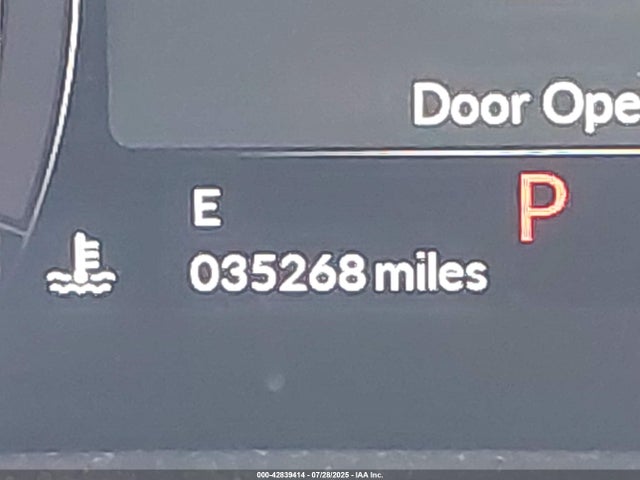 Door Ope
E
P
035268 miles
000-42839414 - 07/28/2025 - IAA Inc.